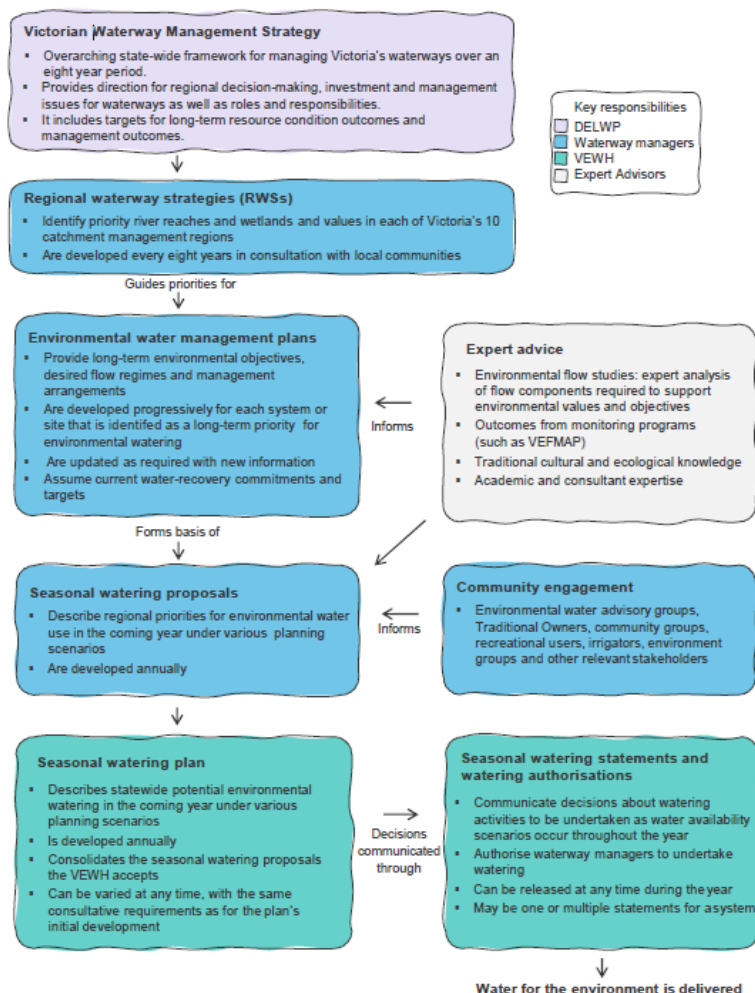 Victorian Waterway Management Strategy
▪ Overarching state-wide framework for managing Victoria's waterways over an
eight year period.
▪ Provides direction for regional decision-making, investment and management
issues for waterways as well as roles and responsibilities.
▪ It includes targets for long-term resource condition outcomes and
management outcomes.
Key responsibilities
DELWP
Waterway managers
VEWH
Expert Advisors
Regional waterway strategies (RWSs)
▪ Identify priority river reaches and wetlands and values in each of Victoria's 10
catchment management regions
▪ Are developed every eight years in consultation with local communities
Guides priorities for
Environmental water management plans
▪ Provide long-term environmental objectives,
desired flow regimes and management
arrangements
▪ Are developed progressively for each system or
site that is identifed as a long-term priority for
environmental watering
▪ Are updated as required with new information
▪ Assume current water-recovery commitments and
targets
Informs
Expert advice
▪ Environmental flow studies: expert analysis
of flow components required to support
environmental values and objectives
▪ Outcomes from monitoring programs
(such as VEFMAP)
▪ Traditional cultural and ecological knowledge
▪ Academic and consultant expertise
Forms basis of
Seasonal watering proposals
▪ Describe regional priorities for environmental water
use in the coming year under various planning
scenarios
▪ Are developed annually
Informs
Community engagement
▪ Environmental water advisory groups,
Traditional Owners, community groups,
recreational users, irrigators, environment
groups and other relevant stakeholders
Seasonal watering plan
▪ Describes statewide potential environmental
watering in the coming year under various
planning scenarios
▪ Is developed annually
▪ Consolidates the seasonal watering proposals
the VEWH accepts
▪ Can be varied at any time, with the same
consultative requirements as for the plan's
initial development
Decisions
communicated
through
Seasonal watering statements and
watering authorisations
▪ Communicate decisions about watering
activities to be undertaken as water availability
scenarios occur throughout the year
▪ Authorise waterway managers to undertake
watering
▪ Can be released at any time during the year
▪ May be one or multiple statements for asystem
Water for the environment is delivered